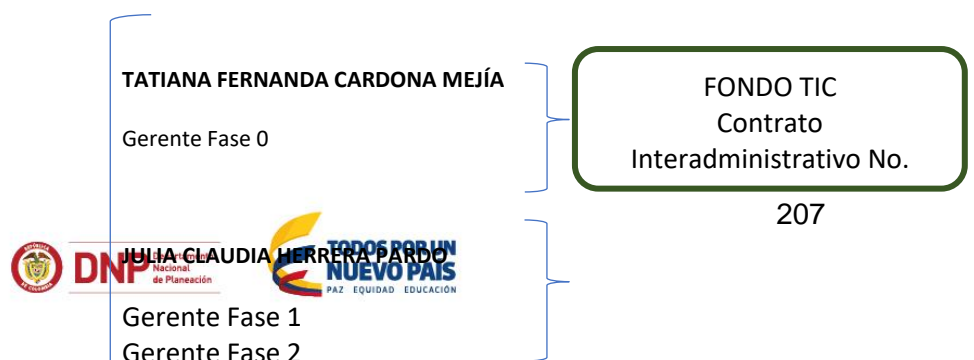 TATIANA FERNANDA CARDONA MEJÍA
Gerente Fase 0
FONDO TIC
Contrato
Interadministrativo No.
207
JULIA CLAUDIA HERRERA PARDO
DNP
Departamento
Nacional
de Planeación
TODOS POR UN
NUEVO PAÍS
PAZ EQUIDAD EDUCACIÓN
Gerente Fase 1
Gerente Fase 2